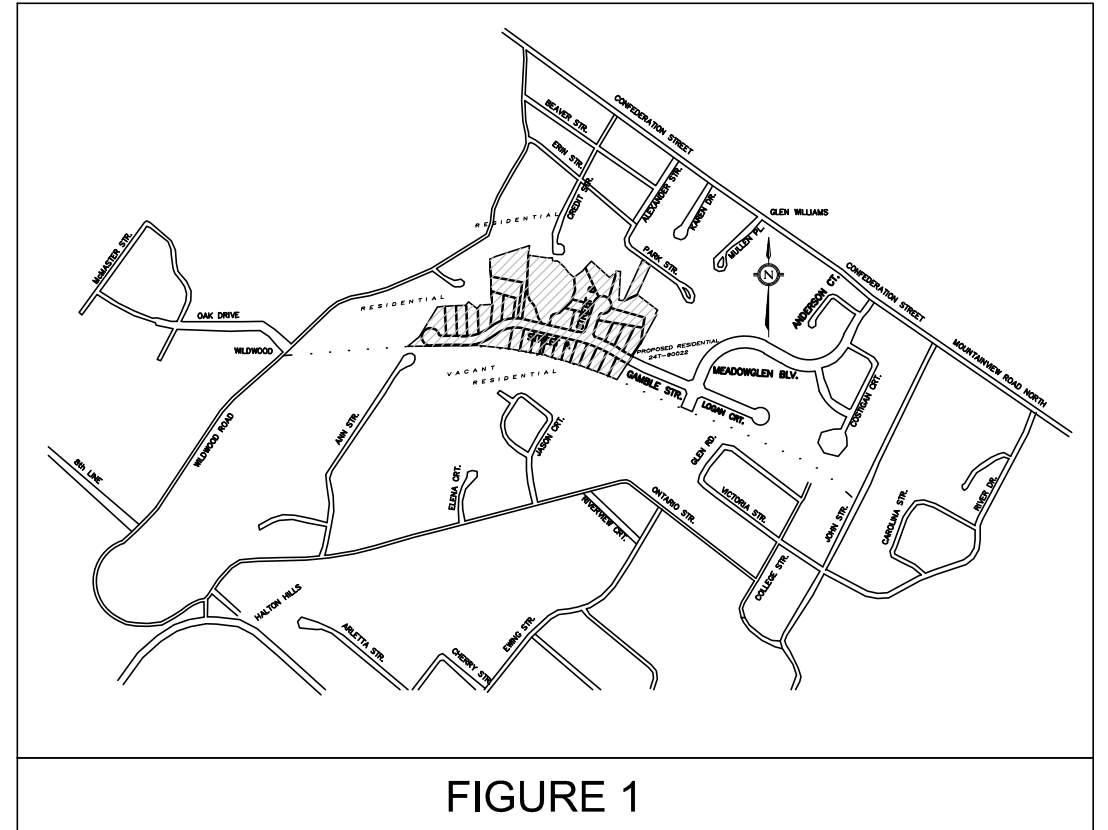 CONFEDERATION STREET
BEAVER STR.
ERIN STR.
CREDIT STR.
ALEXANDER STR.
KAREN DR.
GLEN WILLIAMS
MULLEN PL.
RESIDENTIAL
PARK STR.
McMASTER STR.
N
CONFEDERATION STREET
ANDERSON CT.
RESIDENTIAL
OAK DRIVE
MOUNTAINVIEW ROAD NORTH
WILDWOOD
PROPOSED RESIDENTIAL
24T-90022
VACANT
RESIDENTIAL
GAMBLE STR.
MEADOWGLEN BLV.
LOGAN CRT.
COSTIGAN CRT.
WILDWOOD ROAD
ANN STR.
JASON CRT.
GLEN RD.
8th LINE
ELENA CRT.
ONTARIO STR.
VICTORIA STR.
RIVERVIEW CRT.
JOHN STR.
CAROLINA STR.
RIVER DR.
COLLEGE STR.
HALTON HILLS
ARLETTA STR.
CHERRY STR
EWING STR.
FIGURE 1